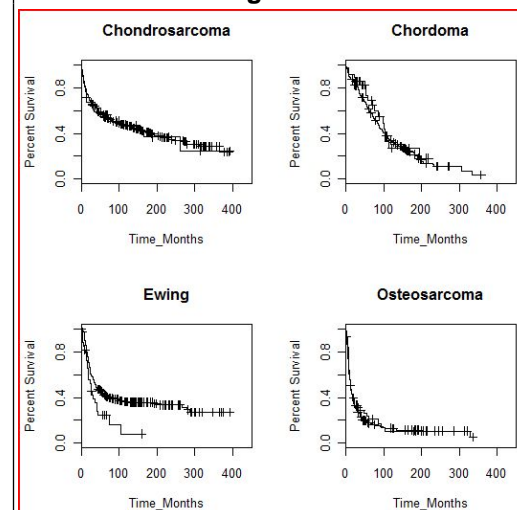 Chondrosarcoma
Percent Survival
0.0 0.4 0.8
0 100 200 300 400
Time_Months
Chordoma
Percent Survival
0.0 0.4 0.8
0 100 200 300 400
Time_Months
Ewing
Percent Survival
0.0 0.4 0.8
0 100 200 300 400
Time_Months
Osteosarcoma
Percent Survival
0.0 0.4 0.8
0 100 200 300 400
Time_Months